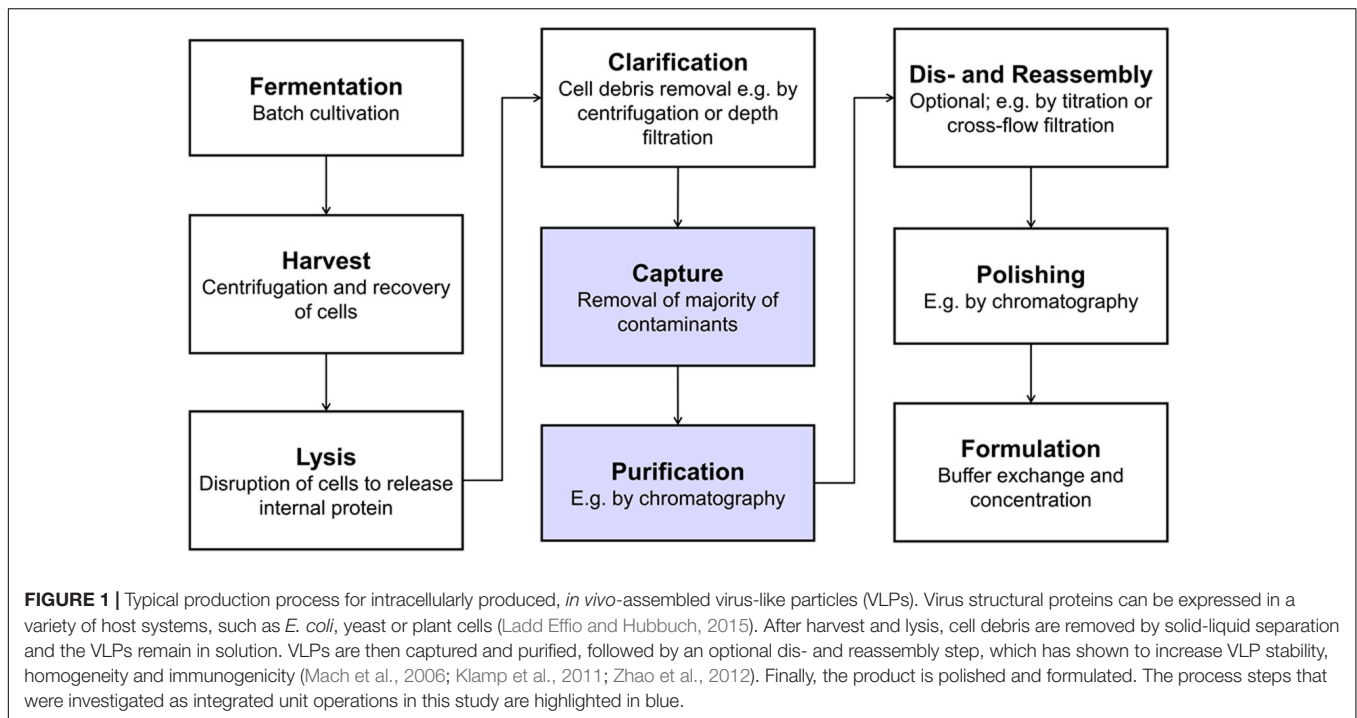 Fermentation
Batch cultivation
Harvest
Centrifugation and recovery
of cells
Lysis
Disruption of cells to release
internal protein
Clarification
Cell debris removal e.g. by
centrifugation or depth
filtration
Capture
Removal of majority of
contaminants
Purification
E.g. by chromatography
Dis- and Reassembly
Optional; e.g. by titration or
cross-flow filtration
Polishing
E.g. by chromatography
Formulation
Buffer exchange and
concentration
FIGURE 1 | Typical production process for intracellularly produced, in vivo-assembled virus-like particles (VLPs). Virus structural proteins can be expressed in a
variety of host systems, such as E. coli, yeast or plant cells (Ladd Effio and Hubbuch, 2015). After harvest and lysis, cell debris are removed by solid-liquid separation
and the VLPs remain in solution. VLPs are then captured and purified, followed by an optional dis- and reassembly step, which has shown to increase VLP stability,
homogeneity and immunogenicity (Mach et al., 2006; Klamp et al., 2011; Zhao et al., 2012). Finally, the product is polished and formulated. The process steps that
were investigated as integrated unit operations in this study are highlighted in blue.